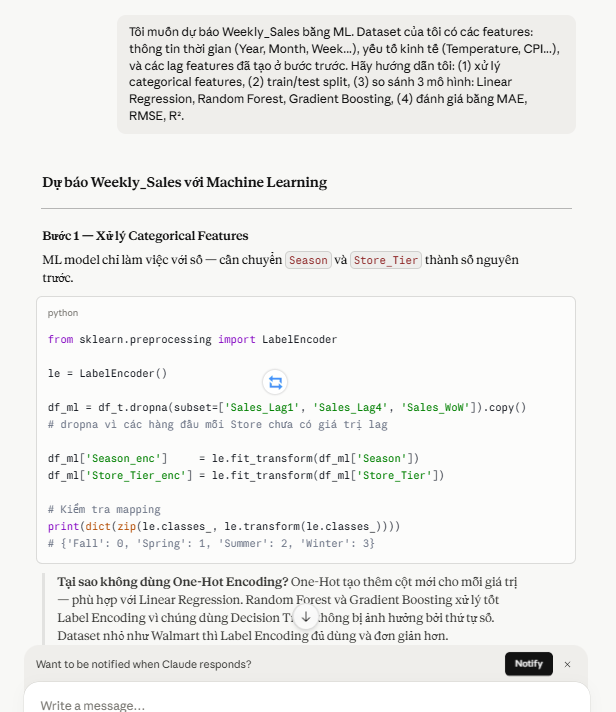 Tôi muốn dự báo Weekly_Sales bằng ML. Dataset của tôi có các features:
thông tin thời gian (Year, Month, Week...), yếu tố kinh tế (Temperature, CPI...),
và các lag features đã tạo ở bước trước. Hãy hướng dẫn tôi: (1) xử lý
categorical features, (2) train/test split, (3) so sánh 3 mô hình: Linear
Regression, Random Forest, Gradient Boosting, (4) đánh giá bằng MAE,
RMSE, R².
Dự báo Weekly_Sales với Machine Learning
Bước 1 — Xử lý Categorical Features
ML model chỉ làm việc với số — cần chuyển Season và Store_Tier thành số nguyên
trước.
python
from sklearn.preprocessing import LabelEncoder
le = LabelEncoder()
df_ml = df_t.dropna(subset=['Sales_Lag1', 'Sales_Lag4', 'Sales_WoW']).copy()
# dropna vì các hàng đầu mỗi Store chưa có giá trị lag
df_ml['Season_enc']     = le.fit_transform(df_ml['Season'])
df_ml['Store_Tier_enc'] = le.fit_transform(df_ml['Store_Tier'])
# Kiểm tra mapping
print(dict(zip(le.classes_, le.transform(le.classes_))))
# {'Fall': 0, 'Spring': 1, 'Summer': 2, 'Winter': 3}
Tại sao không dùng One-Hot Encoding? One-Hot tạo thêm cột mới cho mỗi giá trị
— phù hợp với Linear Regression. Random Forest và Gradient Boosting xử lý tốt
Label Encoding vì chúng dùng Decision không bị ảnh hưởng bởi thứ tự số.
Dataset nhỏ như Walmart thì Label Encoding đủ dùng và đơn giản hơn.
Want to be notified when Claude responds?
Notify
Write a message...